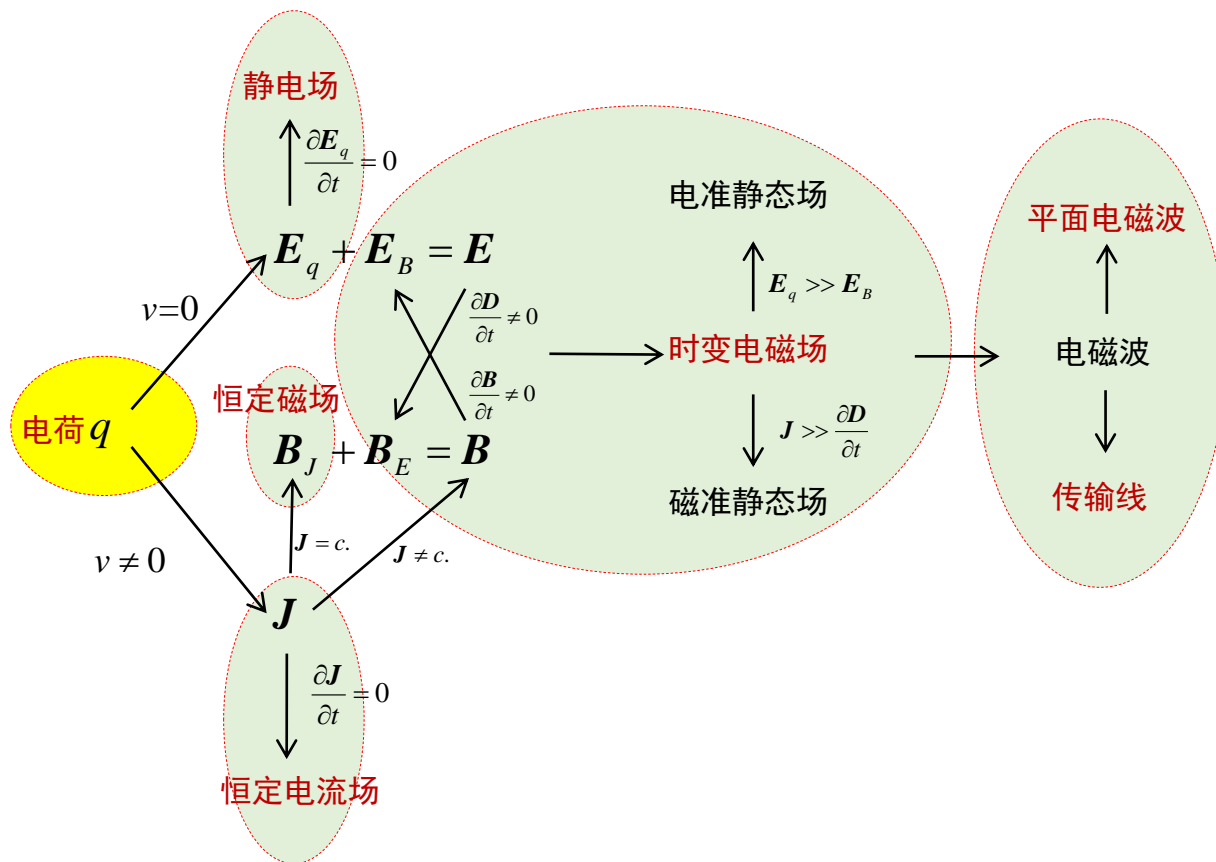 静电场
∂E_q/∂t = 0
E_q + E_B = E
v=0
电荷 q
v ≠ 0
恒定磁场
B_J + B_E = B
∂D/∂t ≠ 0
∂B/∂t ≠ 0
J = c.
J ≠ c.
J
∂J/∂t = 0
恒定电流场
电准静态场
E_q >> E_B
时变电磁场
J >> ∂D/∂t
磁准静态场
平面电磁波
电磁波
传输线